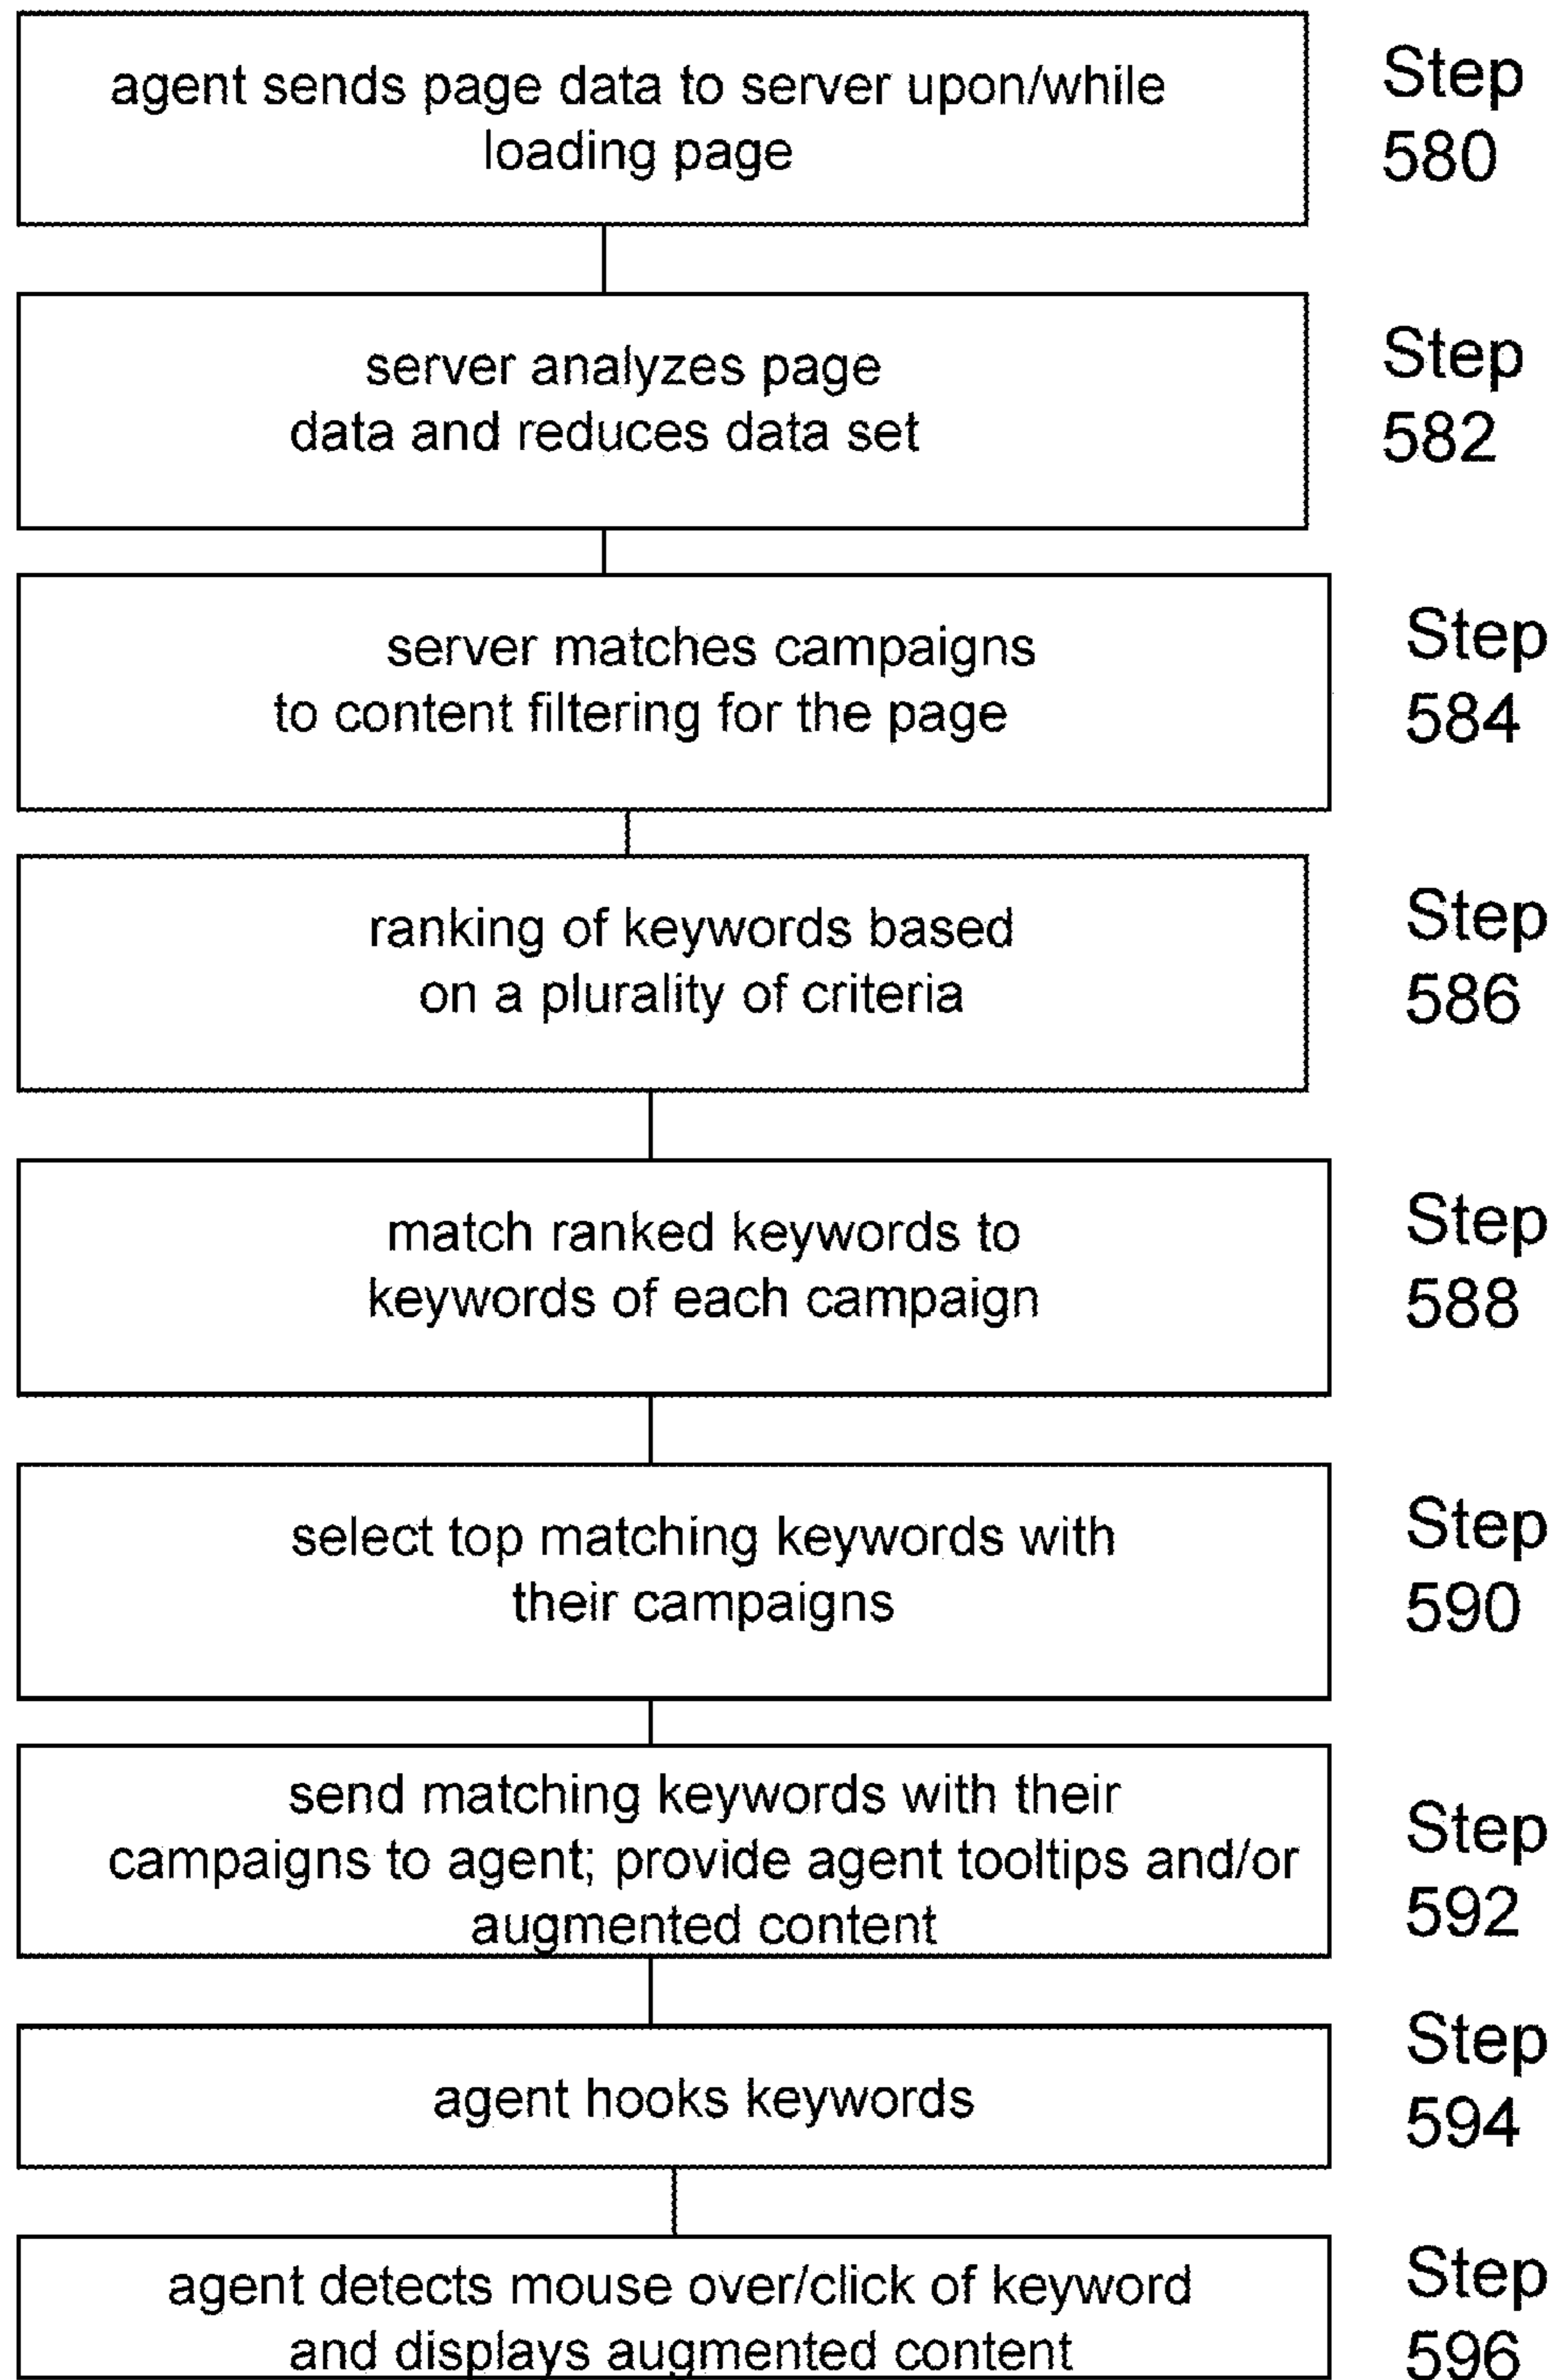 agent sends page data to server upon/while
loading page
Step
580
server analyzes page
data and reduces data set
Step
582
server matches campaigns
to content filtering for the page
Step
584
ranking of keywords based
on a plurality of criteria
Step
586
match ranked keywords to
keywords of each campaign
Step
588
select top matching keywords with
their campaigns
Step
590
send matching keywords with their
campaigns to agent; provide agent tooltips and/or
augmented content
Step
592
agent hooks keywords
Step
594
agent detects mouse over/click of keyword
and displays augmented content
Step
596